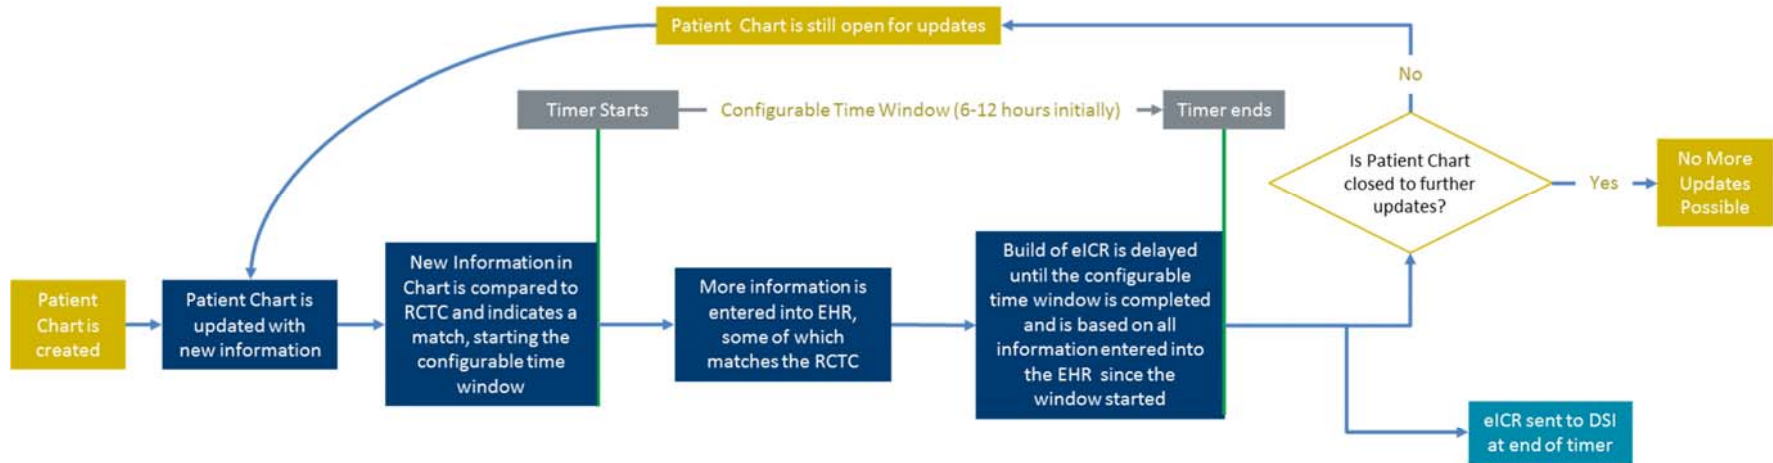 Patient Chart is still open for updates
No
Timer Starts
Configurable Time Window (6-12 hours initially)
Timer ends
Is Patient Chart
closed to further
updates?
Yes
No More
Updates
Possible
Patient
Chart is
created
Patient Chart is
updated with
new information
New Information in
Chart is compared to
RCTC and indicates a
match, starting the
configurable time
window
More information is
entered into EHR,
some of which
matches the RCTC
Build of eICR is delayed
until the configurable
time window is completed
and is based on all
information entered into
the EHR since the
window started
eICR sent to DSI
at end of timer